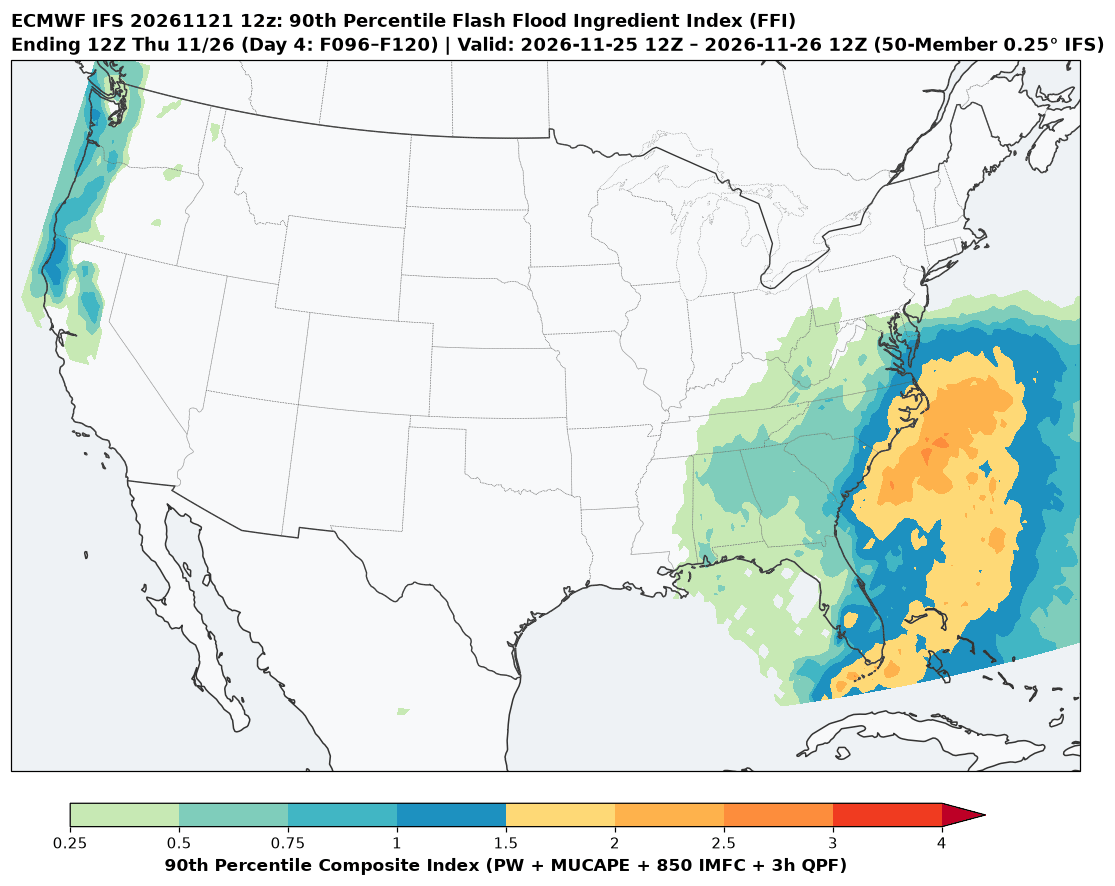 ECMWF IFS 20261121 12z: 90th Percentile Flash Flood Ingredient Index (FFI)
Ending 12Z Thu 11/26 (Day 4: F096–F120) | Valid: 2026-11-25 12Z – 2026-11-26 12Z (50-Member 0.25° IFS)
0.25 0.5 0.75 1 1.5 2 2.5 3 4
90th Percentile Composite Index (PW + MUCAPE + 850 IMFC + 3h QPF)